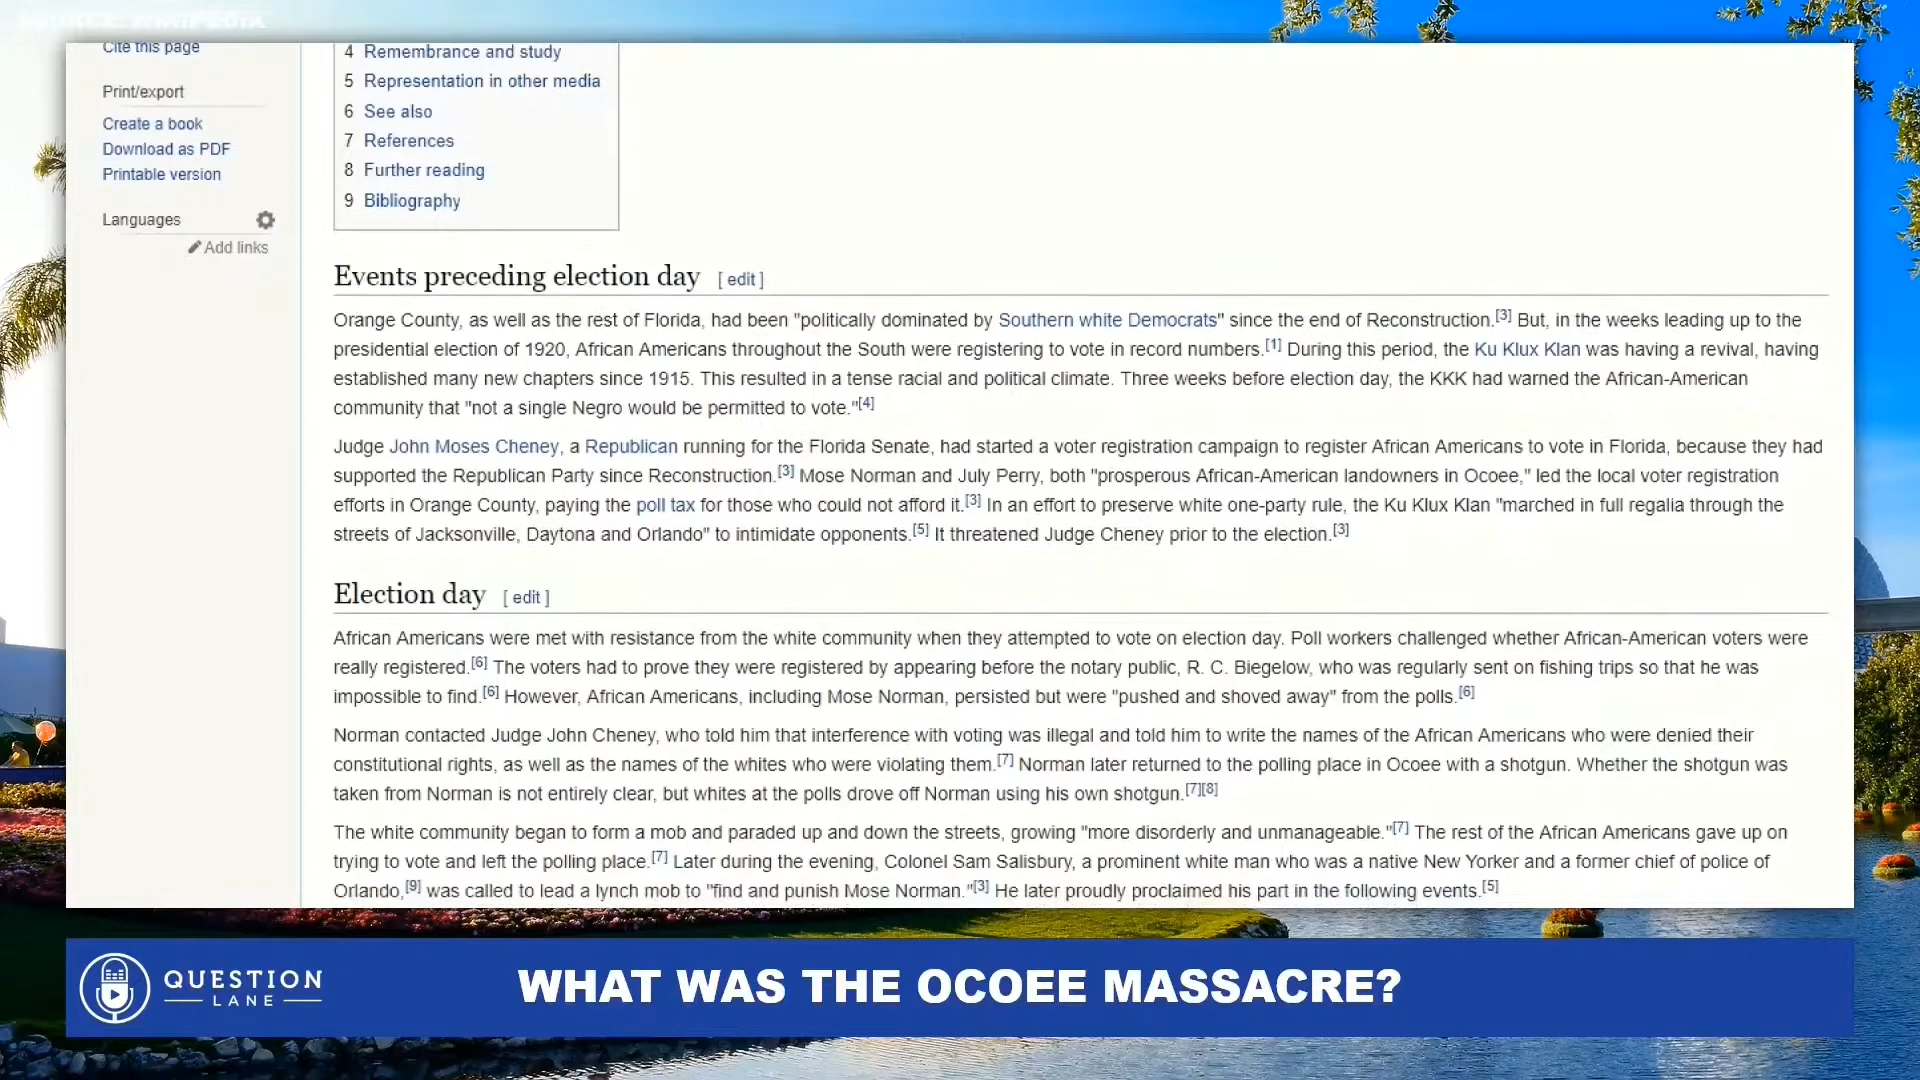 SOURCE: WIKIPEDIA
Cite this page
Print/export
Create a book
Download as PDF
Printable version
Languages
Add links
4 Remembrance and study
5 Representation in other media
6 See also
7 References
8 Further reading
9 Bibliography
Events preceding election day [ edit ]
Orange County, as well as the rest of Florida, had been "politically dominated by Southern white Democrats" since the end of Reconstruction.[3] But, in the weeks leading up to the
presidential election of 1920, African Americans throughout the South were registering to vote in record numbers.[1] During this period, the Ku Klux Klan was having a revival, having
established many new chapters since 1915. This resulted in a tense racial and political climate. Three weeks before election day, the KKK had warned the African-American
community that "not a single Negro would be permitted to vote."[4]
Judge John Moses Cheney, a Republican running for the Florida Senate, had started a voter registration campaign to register African Americans to vote in Florida, because they had
supported the Republican Party since Reconstruction.[3] Mose Norman and July Perry, both "prosperous African-American landowners in Ocoee," led the local voter registration
efforts in Orange County, paying the poll tax for those who could not afford it.[3] In an effort to preserve white one-party rule, the Ku Klux Klan "marched in full regalia through the
streets of Jacksonville, Daytona and Orlando" to intimidate opponents.[5] It threatened Judge Cheney prior to the election.[3]
Election day [ edit ]
African Americans were met with resistance from the white community when they attempted to vote on election day. Poll workers challenged whether African-American voters were
really registered.[6] The voters had to prove they were registered by appearing before the notary public, R. C. Biegelow, who was regularly sent on fishing trips so that he was
impossible to find.[6] However, African Americans, including Mose Norman, persisted but were "pushed and shoved away" from the polls.[6]
Norman contacted Judge John Cheney, who told him that interference with voting was illegal and told him to write the names of the African Americans who were denied their
constitutional rights, as well as the names of the whites who were violating them.[7] Norman later returned to the polling place in Ocoee with a shotgun. Whether the shotgun was
taken from Norman is not entirely clear, but whites at the polls drove off Norman using his own shotgun.[7][8]
The white community began to form a mob and paraded up and down the streets, growing "more disorderly and unmanageable."[7] The rest of the African Americans gave up on
trying to vote and left the polling place.[7] Later during the evening, Colonel Sam Salisbury, a prominent white man who was a native New Yorker and a former chief of police of
Orlando,[9] was called to lead a lynch mob to "find and punish Mose Norman."[3] He later proudly proclaimed his part in the following events.[5]
QUESTION
LANE
WHAT WAS THE OCOEE MASSACRE?